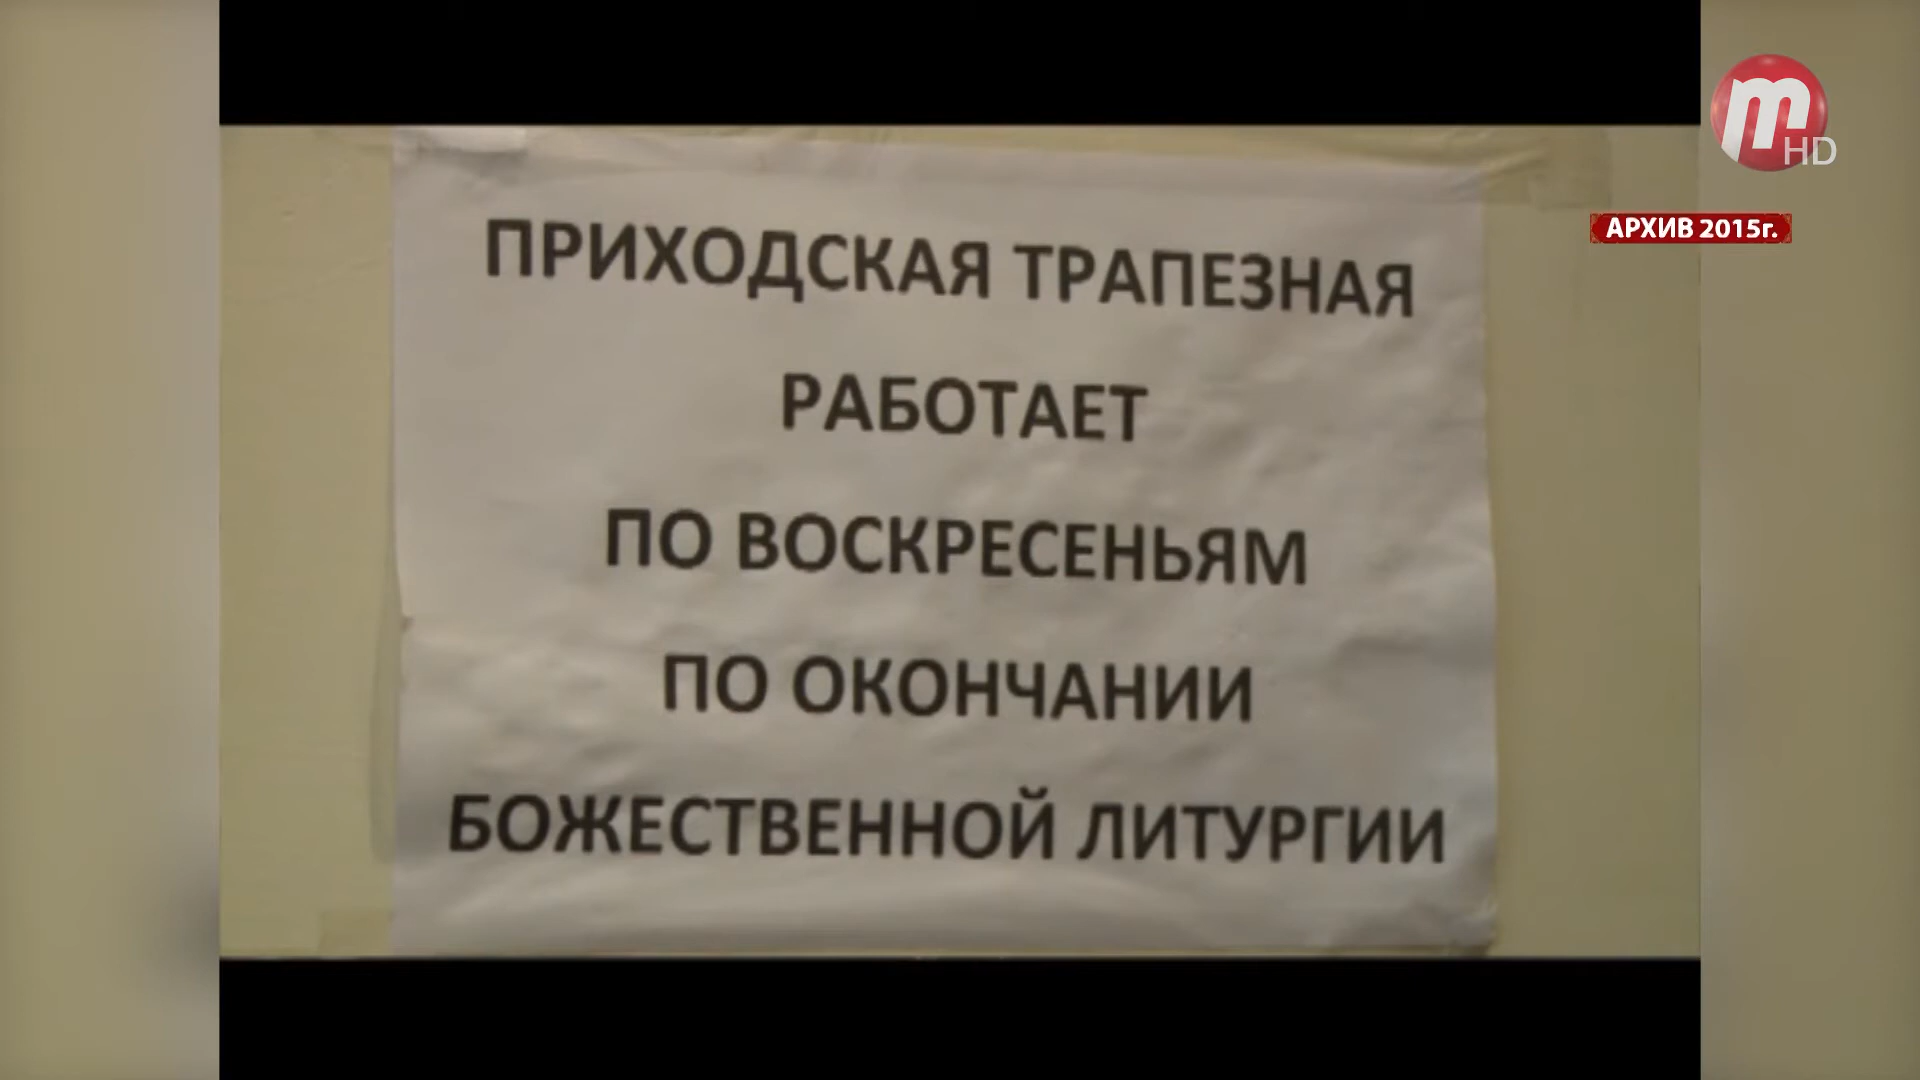 m HD
АРХИВ 2015г.
ПРИХОДСКАЯ ТРАПЕЗНАЯ
РАБОТАЕТ
ПО ВОСКРЕСЕНЬЯМ
ПО ОКОНЧАНИИ
БОЖЕСТВЕННОЙ ЛИТУРГИИ